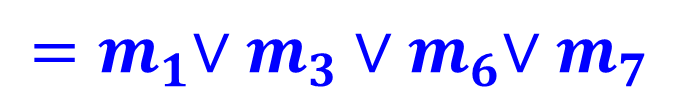 = m₁ ∨ m₃ ∨ m₆ ∨ m₇